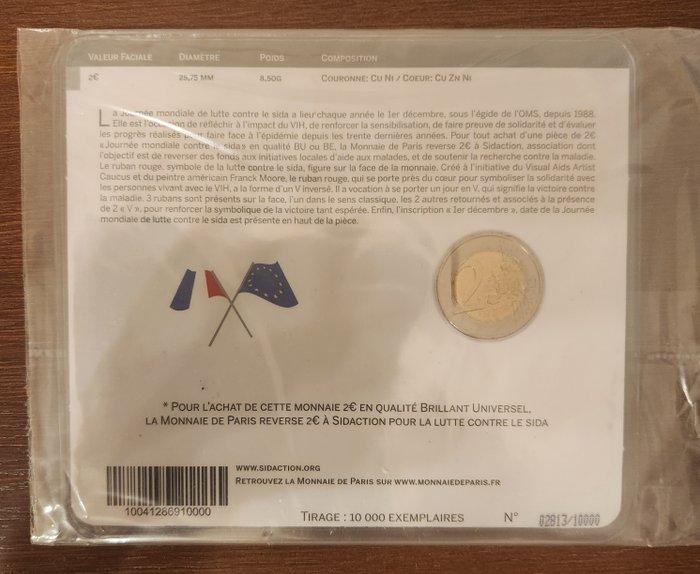 VALEUR FACIALE DIAMÈTRE POIDS COMPOSITION
2€ 25,75 MM 8,50G COURONNE: CU NI / COEUR: CU ZN NI
La Journée mondiale de lutte contre le sida a lieu chaque année le 1er décembre, sous l'égide de l'OMS, depuis 1988.
Elle est l'occasion de réfléchir à l'impact du VIH, de renforcer la sensibilisation, de faire preuve de solidarité et d'évaluer
les progrès réalisés pour faire face à l'épidémie depuis les trente dernières années. Pour tout achat d'une pièce de 2€
«Journée mondiale contre le sida» en qualité BU ou BE, la Monnaie de Paris reverse 2€ à Sidaction, association dont
l'objectif est de reverser des fonds aux initiatives locales d'aide aux malades, et de soutenir la recherche contre la maladie.
Le ruban rouge, symbole de la lutte contre le sida, figure sur la face de la monnaie. Créé à l'initiative du Visual Aids Artist
Caucus et du peintre américain Franck Moore, le ruban rouge, qui se porte près du cœur pour symboliser la solidarité avec
les personnes vivant avec le VIH, a la forme d'un V inversé. Il a vocation à se porter un jour en V, qui signifie la victoire contre
la maladie. 3 rubans sont présents sur la face, l'un dans le sens classique, les 2 autres retournés et associés à la présence
de 2 « V », pour renforcer la symbolique de la victoire tant espérée. Enfin, l'inscription « 1er décembre », date de la Journée
mondiale de lutte contre le sida est présente en haut de la pièce.
2
* POUR L'ACHAT DE CETTE MONNAIE 2€ EN QUALITÉ BRILLANT UNIVERSEL,
LA MONNAIE DE PARIS REVERSE 2€ À SIDACTION POUR LA LUTTE CONTRE LE SIDA
WWW.SIDACTION.ORG
RETROUVEZ LA MONNAIE DE PARIS SUR WWW.MONNAIEDEPARIS.FR
10041286910000
TIRAGE : 10 000 EXEMPLAIRES N° 02813/10000